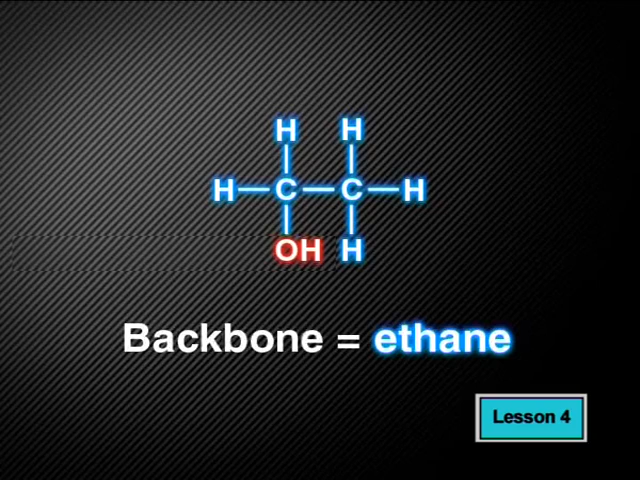 H H
H C C H
OH H
Backbone = ethane
Lesson 4